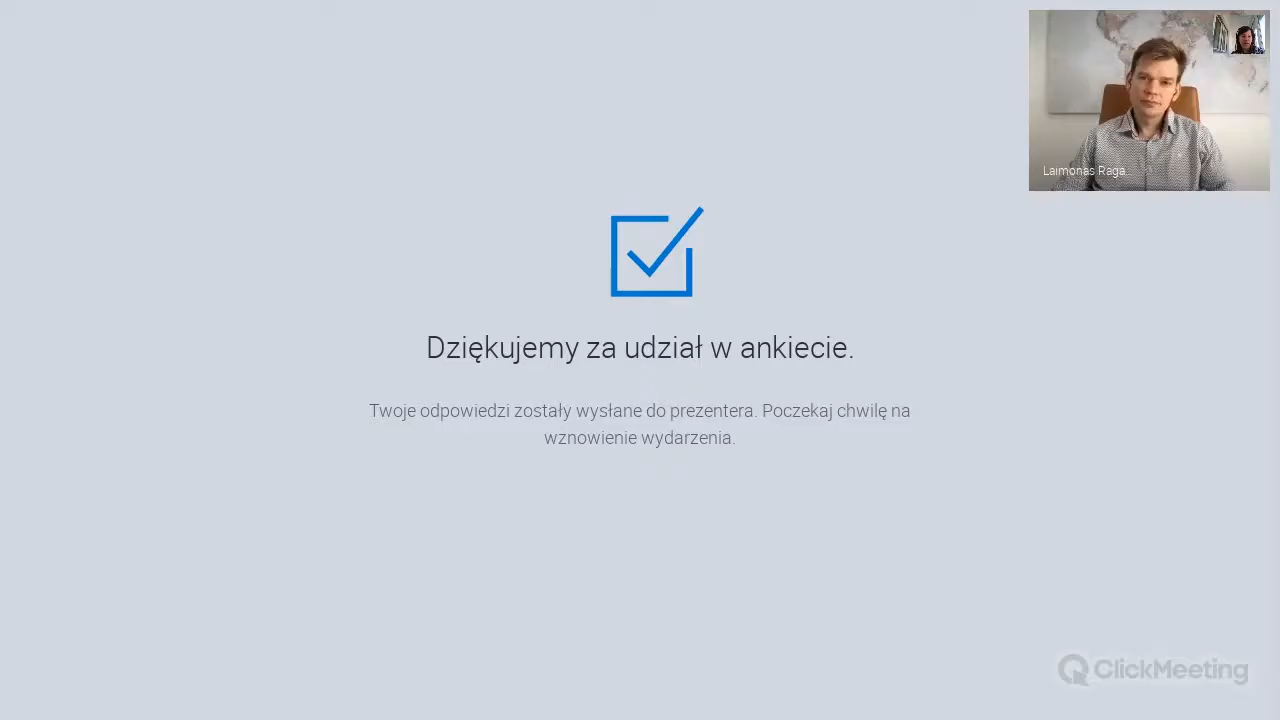 Laimonas Raga...
Dziękujemy za udział w ankiecie.
Twoje odpowiedzi zostały wysłane do prezentera. Poczekaj chwilę na
wznowienie wydarzenia.
ClickMeeting